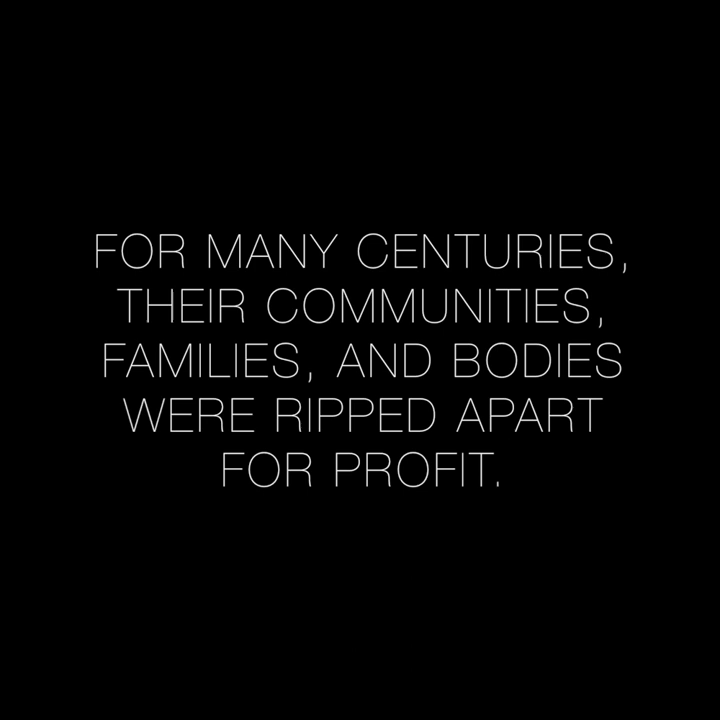 FOR MANY CENTURIES,
THEIR COMMUNITIES,
FAMILIES, AND BODIES
WERE RIPPED APART
FOR PROFIT.